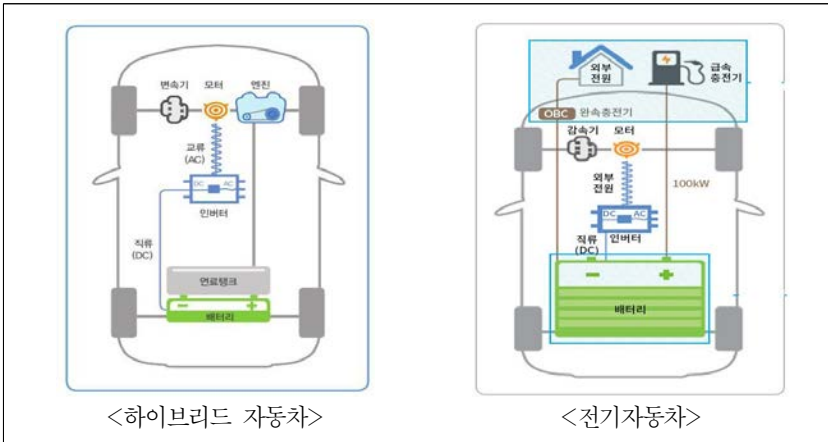 변속기 모터 엔진
교류
(AC)
DC AC
인버터
직류
(DC)
연료탱크
배터리
<하이브리드 자동차>
외부
전원
급속
충전기
OBC 완속충전기
감속기 모터
외부
전원
100kW
DC AC
인버터
직류
(DC)
배터리
<전기자동차>